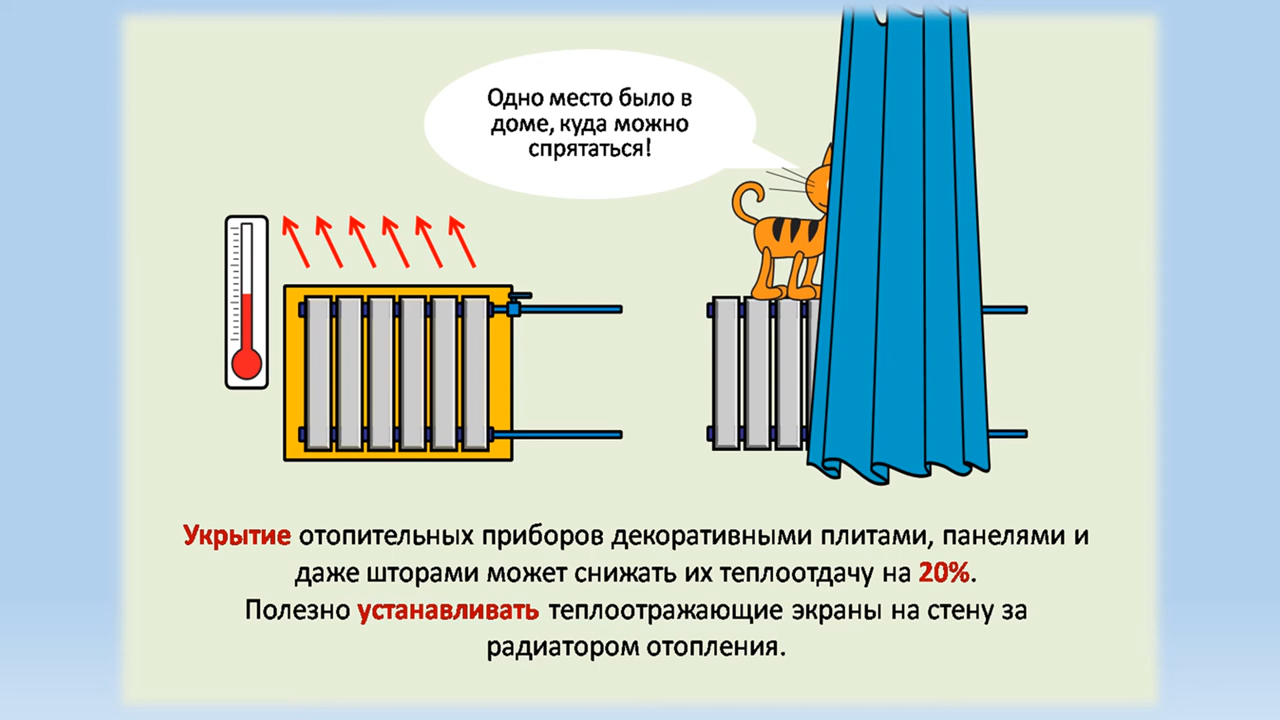 Одно место было в
доме, куда можно
спрятаться!
Укрытие отопительных приборов декоративными плитами, панелями и
даже шторами может снижать их теплоотдачу на 20%.
Полезно устанавливать теплоотражающие экраны на стену за
радиатором отопления.